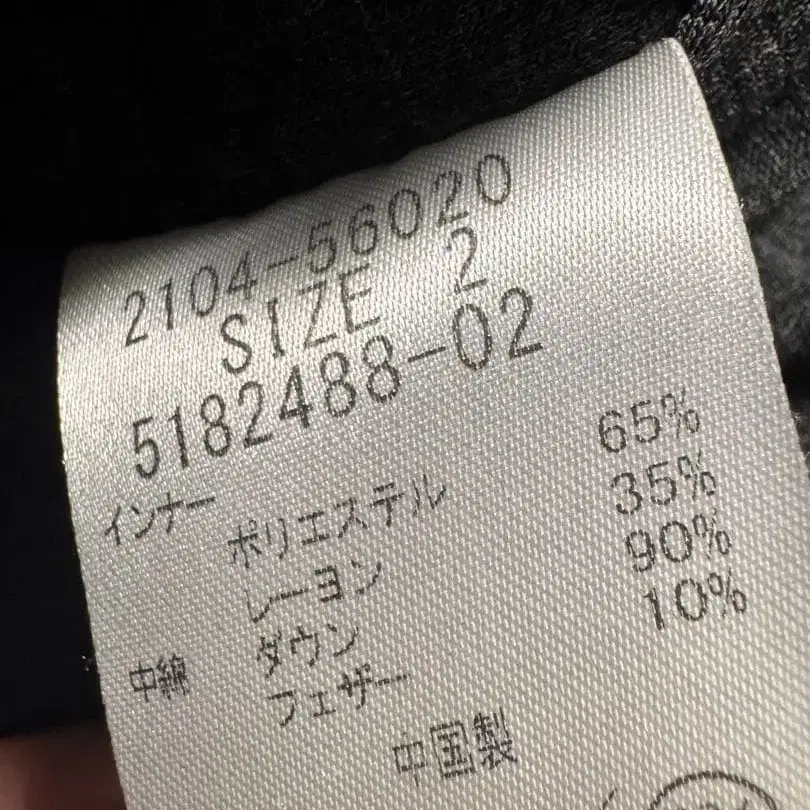 2104-56020
SIZE 2
5182488-02
インナー
ポリエステル 65%
レーヨン 35%
中綿 ダウン 90%
フェザー 10%
中国製